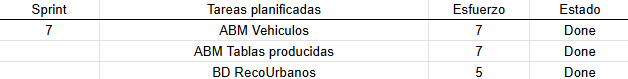 Sprint Tareas planificadas Esfuerzo Estado
7 ABM Vehiculos 7 Done
ABM Tablas producidas 7 Done
BD RecoUrbanos 5 Done